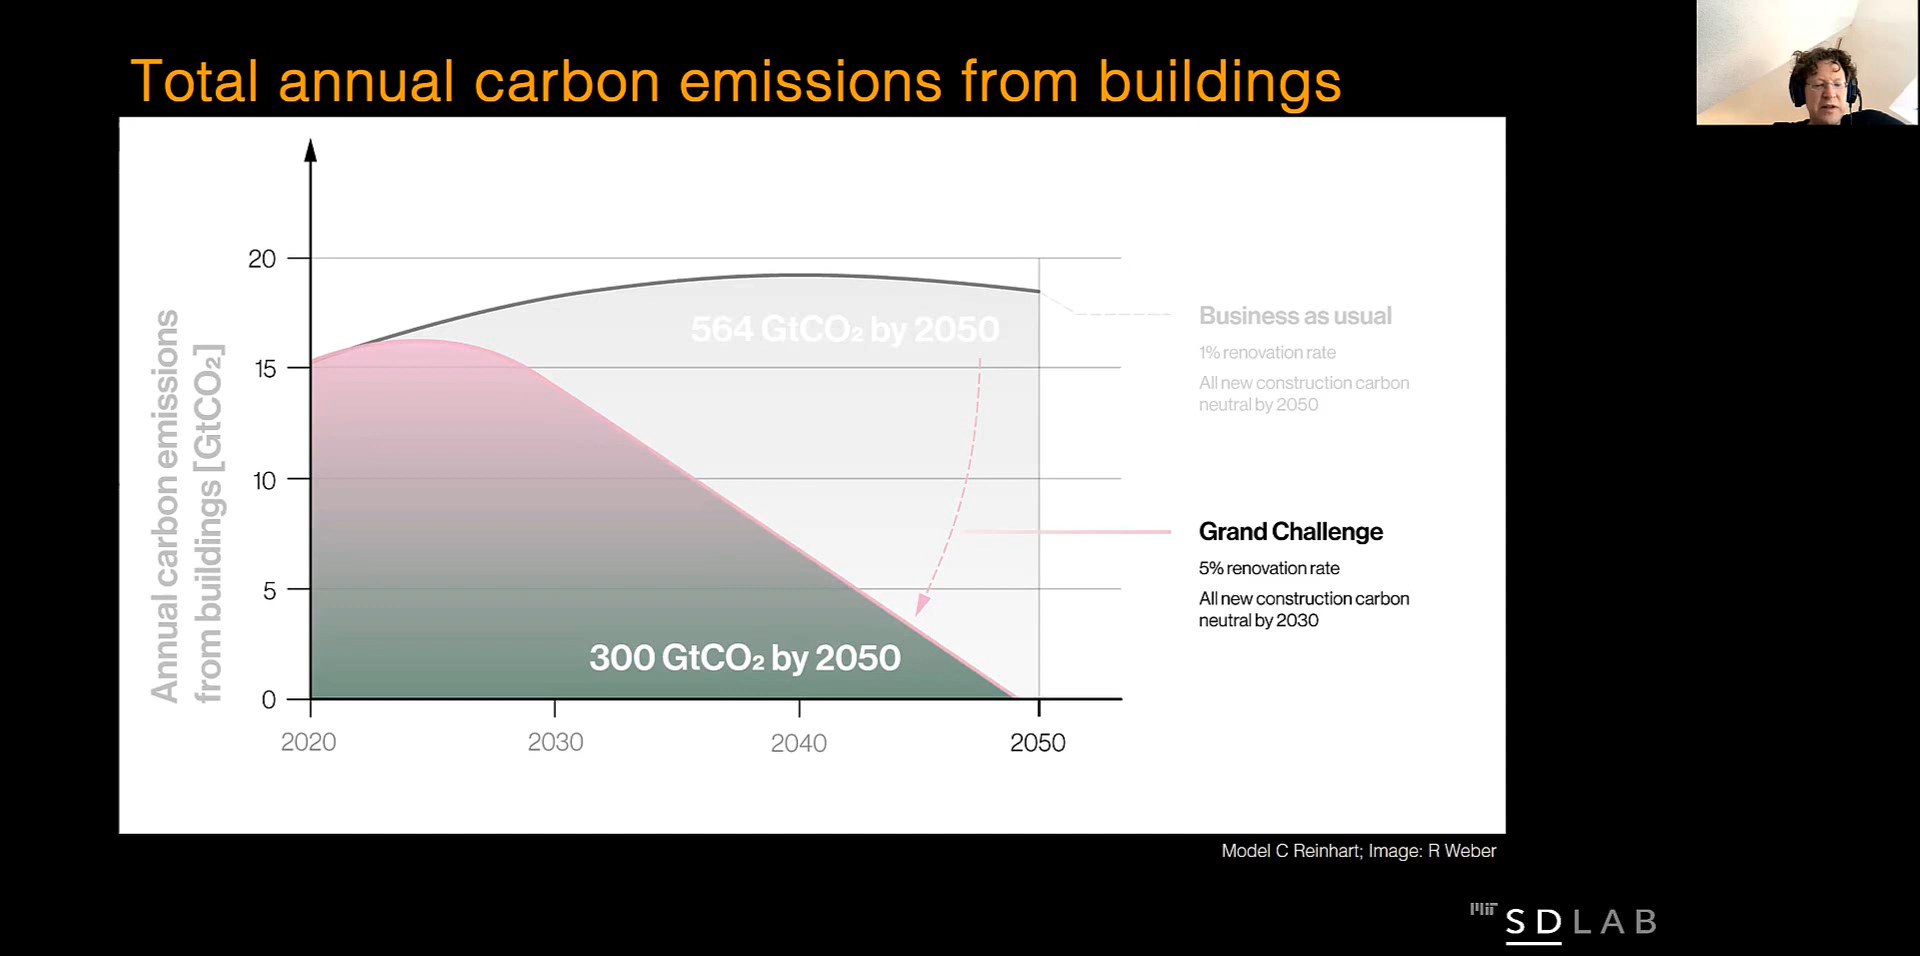 Total annual carbon emissions from buildings
Annual carbon emissions
from buildings [GtCO₂]
20
15
10
5
0
2020
2030
2040
2050
564 GtCO₂ by 2050
300 GtCO₂ by 2050
Business as usual
1% renovation rate
All new construction carbon
neutral by 2050
Grand Challenge
5% renovation rate
All new construction carbon
neutral by 2030
Model C Reinhart; Image: R Weber
MIT SDLAB